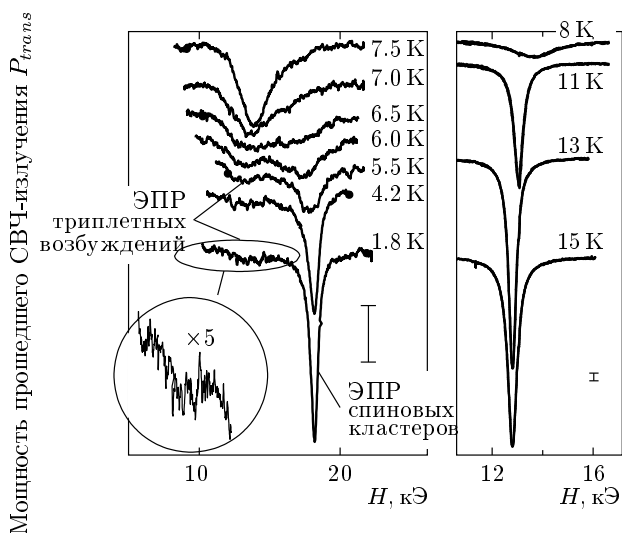 Мощность прошедшего СВЧ-излучения P_trans
7.5 K
7.0 K
6.5 K
6.0 K
5.5 K
4.2 K
1.8 K
ЭПР
триплетных
возбуждений
×5
ЭПР
спиновых
кластеров
10 20
H, кЭ
8 K
11 K
13 K
15 K
12 16
H, кЭ